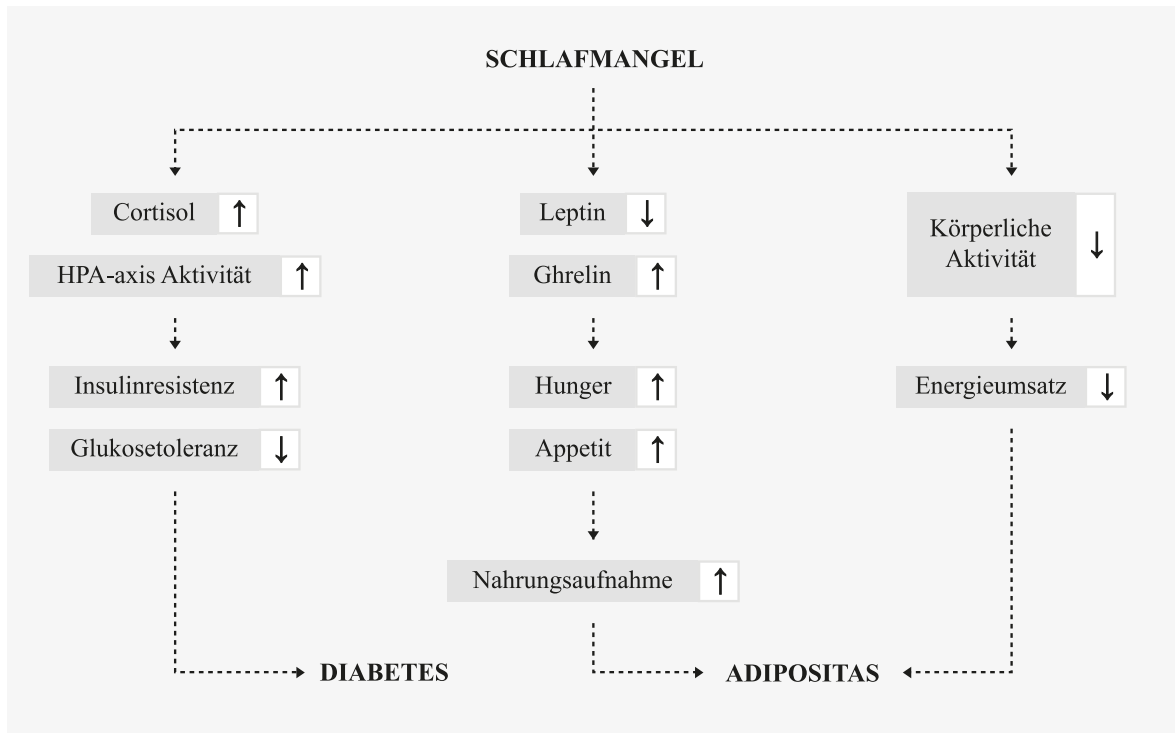 SCHLAFMANGEL
Cortisol ↑
HPA-axis Aktivität ↑
Insulinresistenz ↑
Glukosetoleranz ↓
Leptin ↓
Ghrelin ↑
Hunger ↑
Appetit ↑
Nahrungsaufnahme ↑
Körperliche
Aktivität ↓
Energieumsatz ↓
DIABETES
ADIPOSITAS